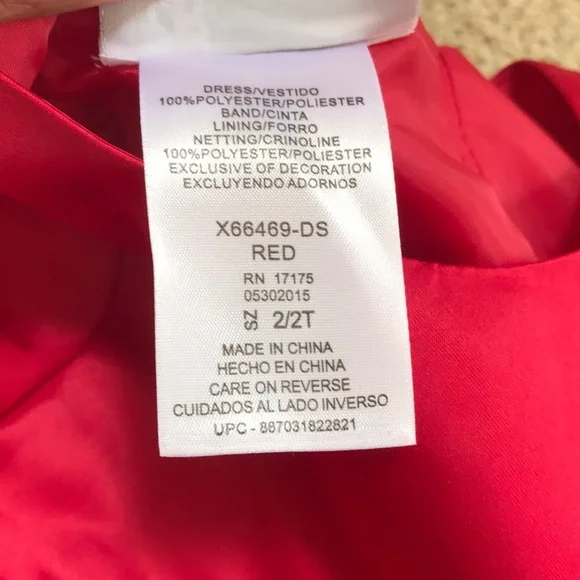 DRESS/VESTIDO
100%POLYESTER/POLIESTER
BAND/CINTA
LINING/FORRO
NETTING/CRINOLINE
100%POLYESTER/POLIESTER
EXCLUSIVE OF DECORATION
EXCLUYENDO ADORNOS
X66469-DS
RED
RN 17175
05302015
SZ 2/2T
MADE IN CHINA
HECHO EN CHINA
CARE ON REVERSE
CUIDADOS AL LADO INVERSO
UPC - 887031822821